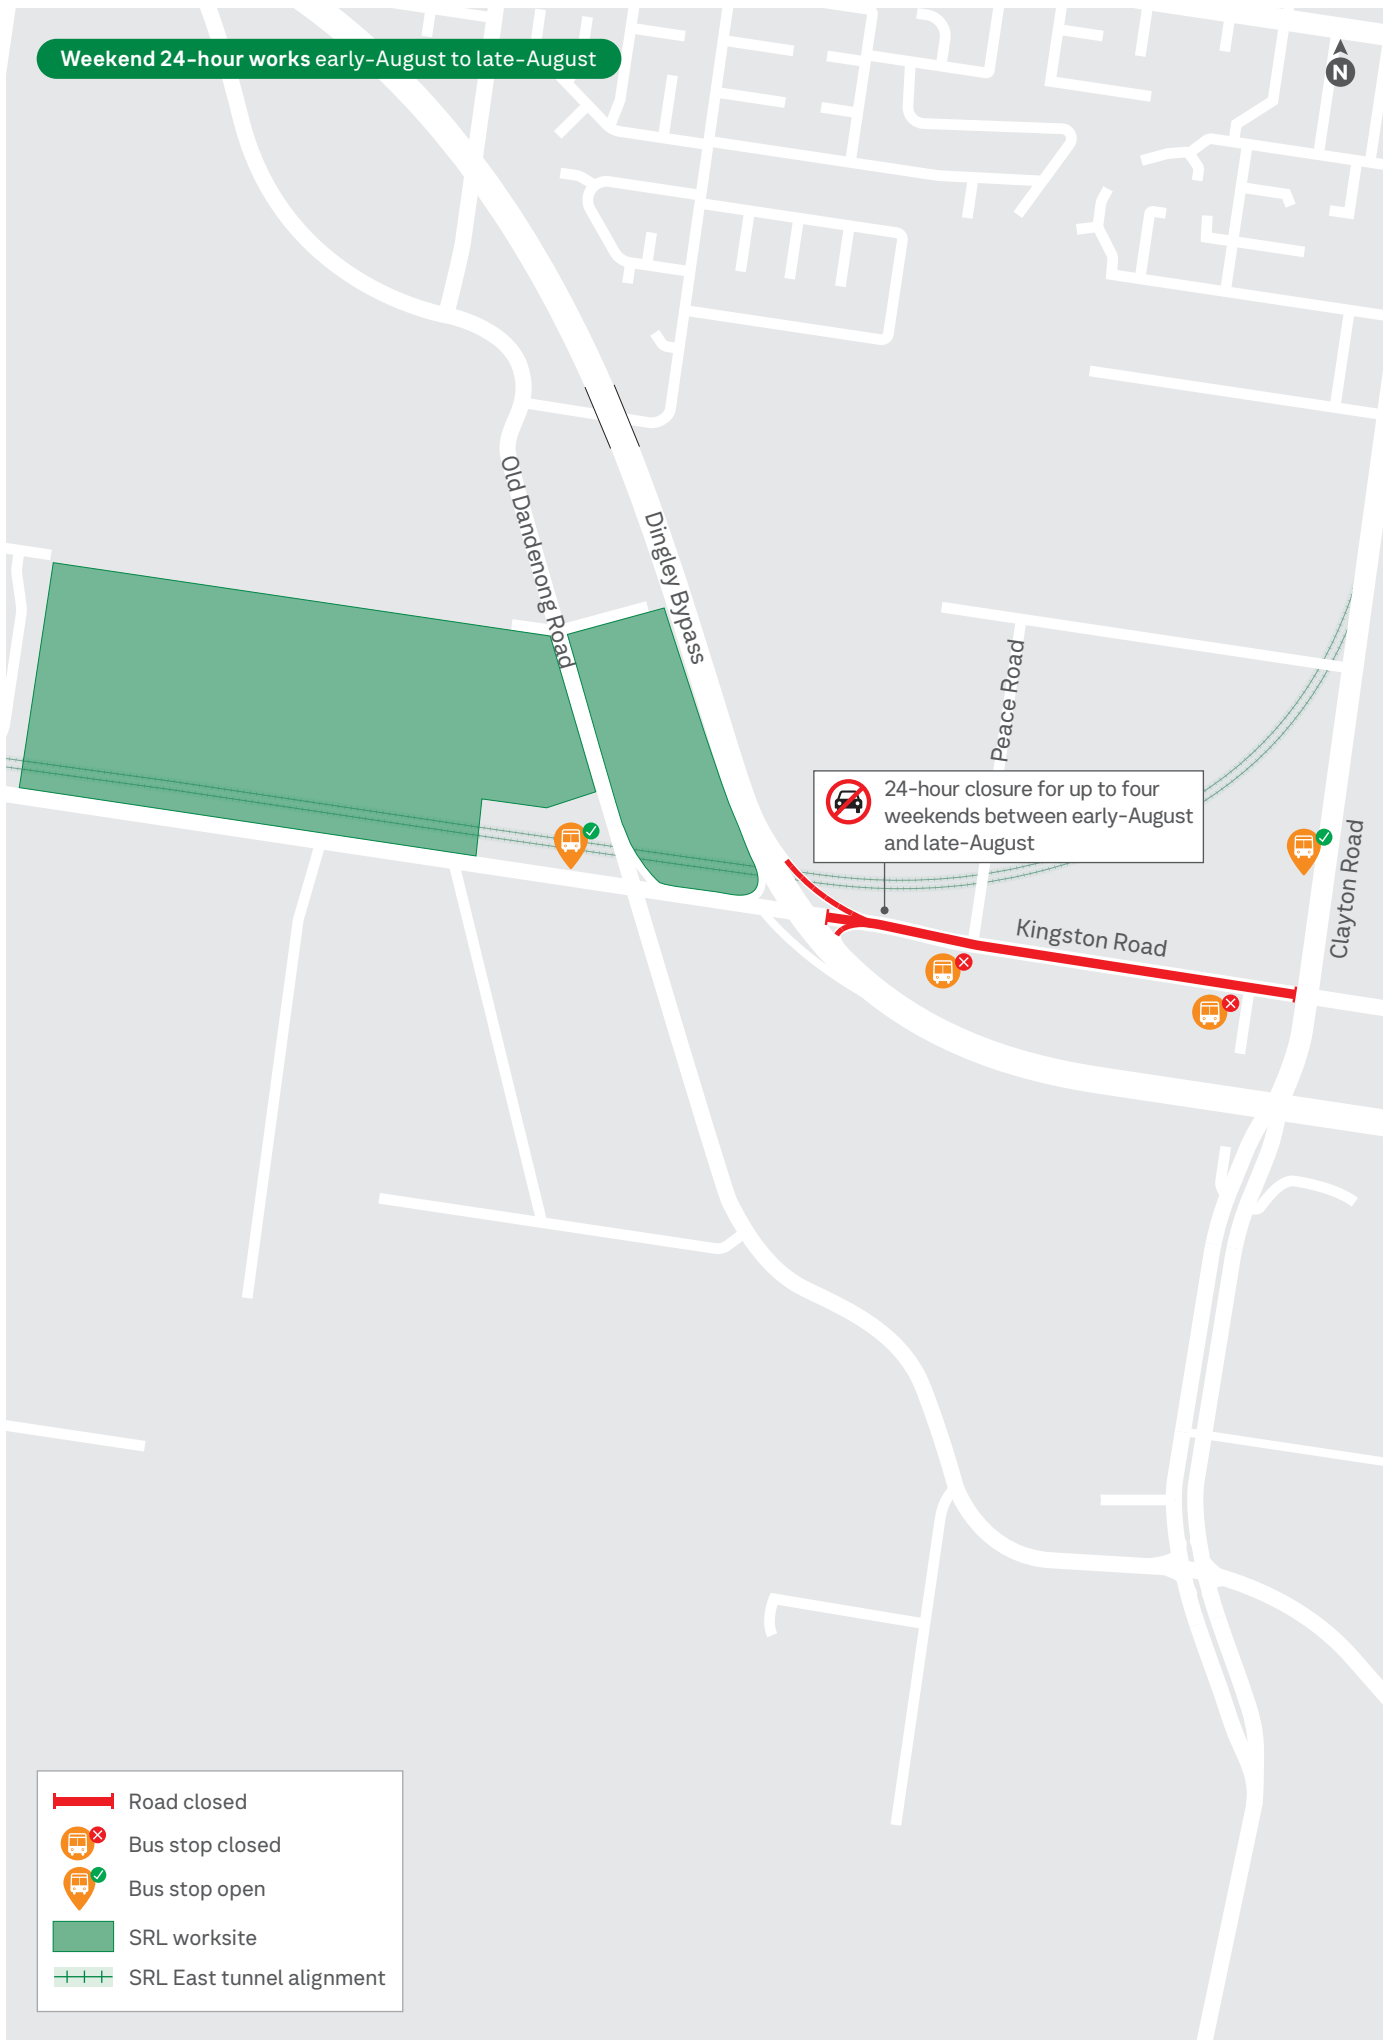 Weekend 24-hour works early-August to late-August
N
Old Dandenong Road
Dingley Bypass
Peace Road
24-hour closure for up to four
weekends between early-August
and late-August
Clayton Road
Kingston Road
Road closed
Bus stop closed
Bus stop open
SRL worksite
SRL East tunnel alignment